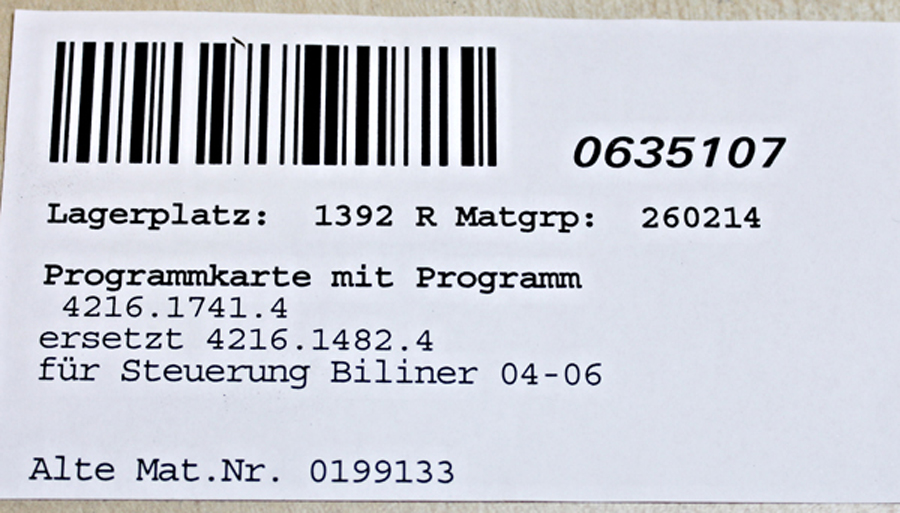 0635107
Lagerplatz: 1392 R Matgrp: 260214
Programmkarte mit Programm
4216.1741.4
ersetzt 4216.1482.4
für Steuerung Biliner 04-06
Alte Mat.Nr. 0199133